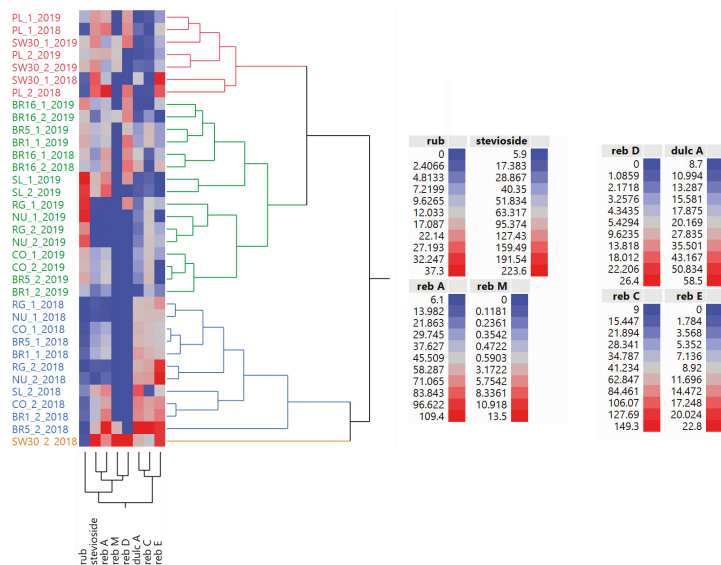 PL_1_2019
PL_1_2018
SW30_1_2019
PL_2_2019
SW30_2_2019
SW30_1_2018
PL_2_2018
BR16_1_2019
BR16_2_2019
BR5_1_2019
BR1_1_2019
BR16_1_2018
BR16_2_2018
SL_1_2019
SL_2_2019
RG_1_2019
NU_1_2019
RG_2_2019
NU_2_2019
CO_1_2019
CO_2_2019
BR5_2_2019
BR1_2_2019
RG_1_2018
NU_1_2018
CO_1_2018
BR5_1_2018
BR1_1_2018
RG_2_2018
NU_2_2018
SL_2_2018
CO_2_2018
BR1_2_2018
BR5_2_2018
SW30_2_2018
rub
stevioside
reb A
reb M
reb D
dulc A
reb C
reb E
rub stevioside
0 5.9
2.4066 17.383
4.8133 28.867
7.2199 40.35
9.6265 51.834
12.033 63.317
17.087 95.374
22.14 127.43
27.193 159.49
32.247 191.54
37.3 223.6
reb A reb M
6.1 0
13.982 0.1181
21.863 0.2361
29.745 0.3542
37.627 0.4722
45.509 0.5903
58.287 3.1722
71.065 5.7542
83.843 8.3361
96.622 10.918
109.4 13.5
reb D dulc A
0 8.7
1.0859 10.994
2.1718 13.287
3.2576 15.581
4.3435 17.875
5.4294 20.169
9.6235 27.835
13.818 35.501
18.012 43.167
22.206 50.834
26.4 58.5
reb C reb E
9 0
15.447 1.784
21.894 3.568
28.341 5.352
34.787 7.136
41.234 8.92
62.847 11.696
84.461 14.472
106.07 17.248
127.69 20.024
149.3 22.8